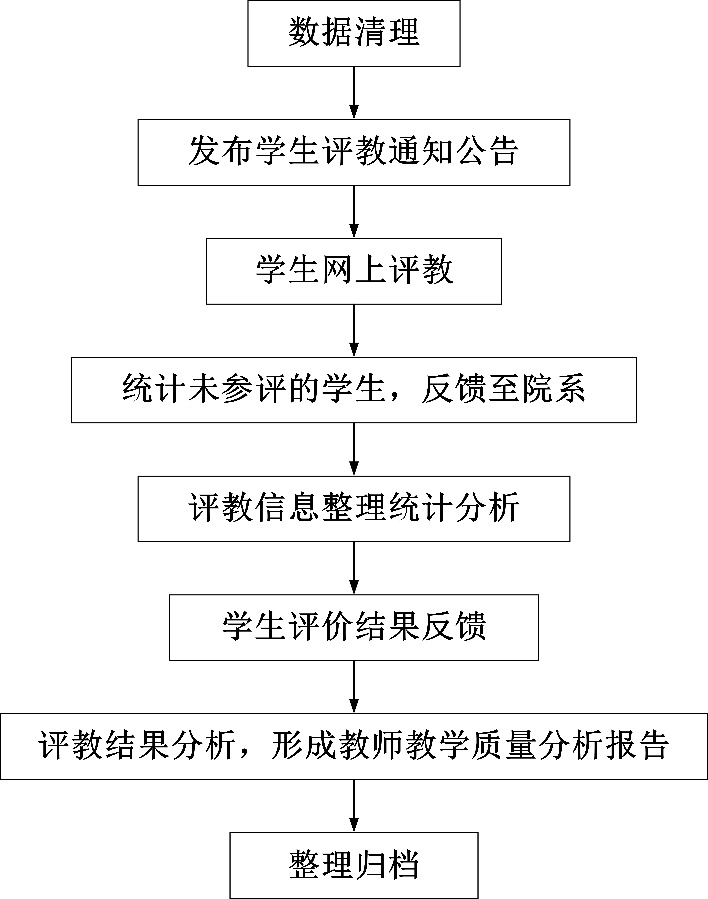 数据清理
发布学生评教通知公告
学生网上评教
统计未参评的学生，反馈至院系
评教信息整理统计分析
学生评价结果反馈
评教结果分析，形成教师教学质量分析报告
整理归档